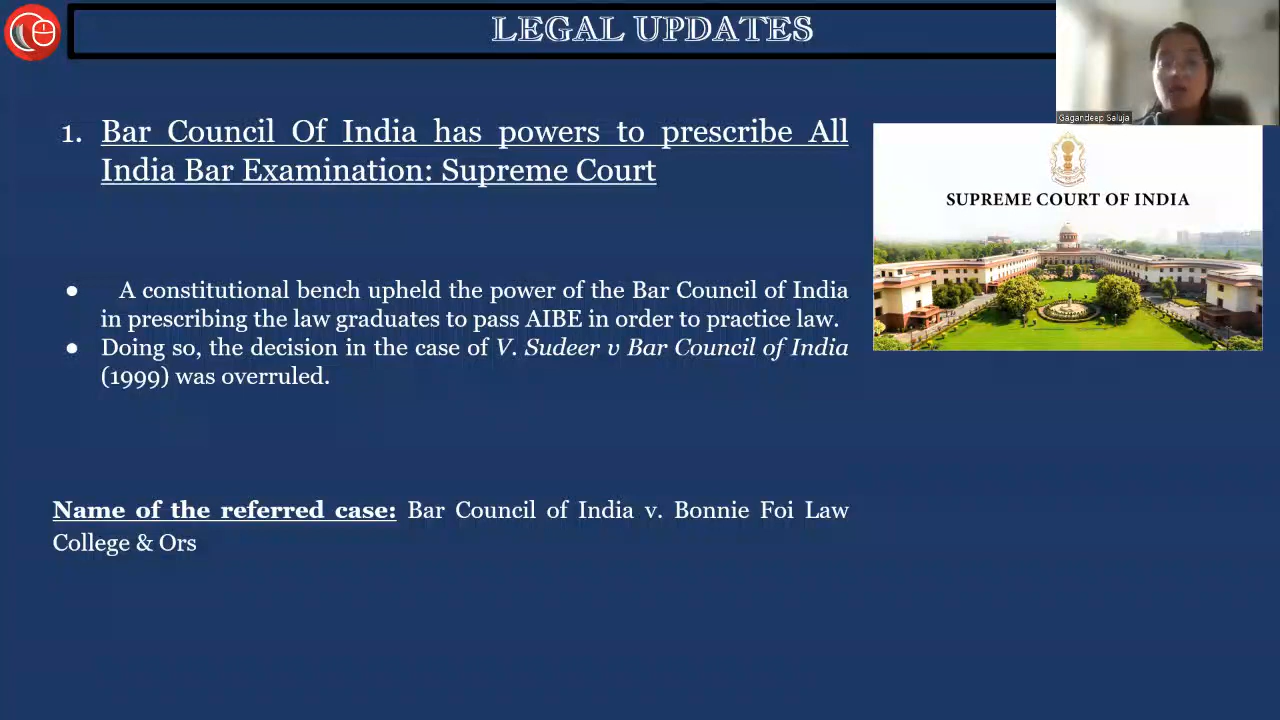 LEGAL UPDATES
Gagandeep Saluja
1. Bar Council Of India has powers to prescribe All
India Bar Examination: Supreme Court
SUPREME COURT OF INDIA
● A constitutional bench upheld the power of the Bar Council of India
in prescribing the law graduates to pass AIBE in order to practice law.
● Doing so, the decision in the case of V. Sudeer v Bar Council of India
(1999) was overruled.
Name of the referred case: Bar Council of India v. Bonnie Foi Law
College & Ors